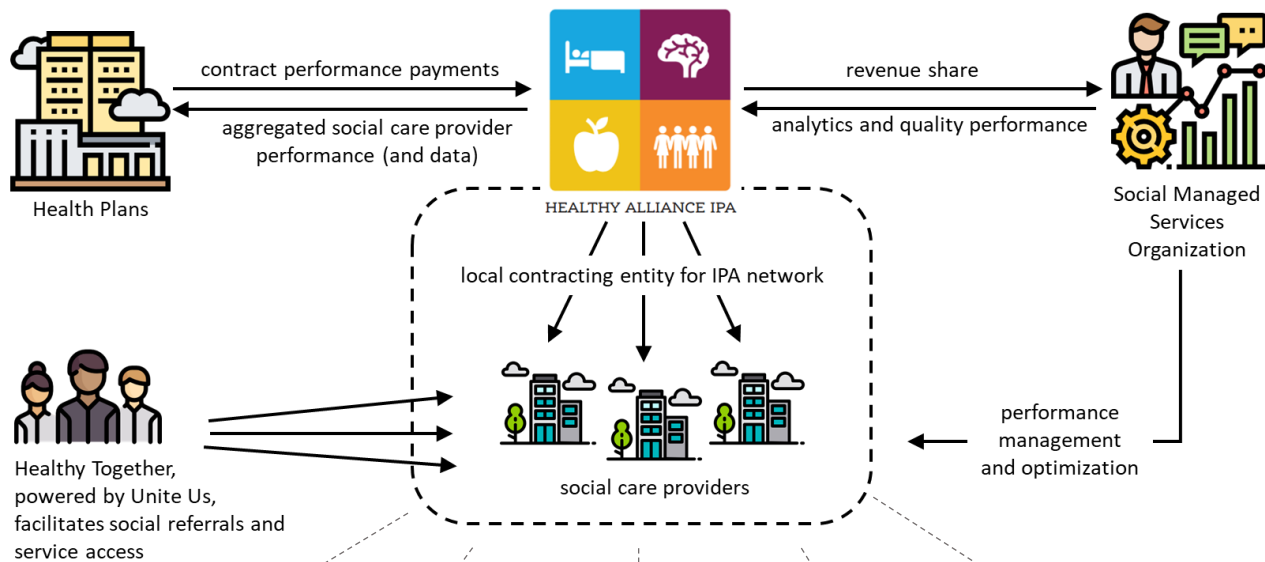 contract performance payments
aggregated social care provider
performance (and data)
Health Plans
HEALTHY ALLIANCE IPA
revenue share
analytics and quality performance
Social Managed
Services
Organization
local contracting entity for IPA network
social care providers
performance
management
and optimization
Healthy Together,
powered by Unite Us,
facilitates social referrals and
service access